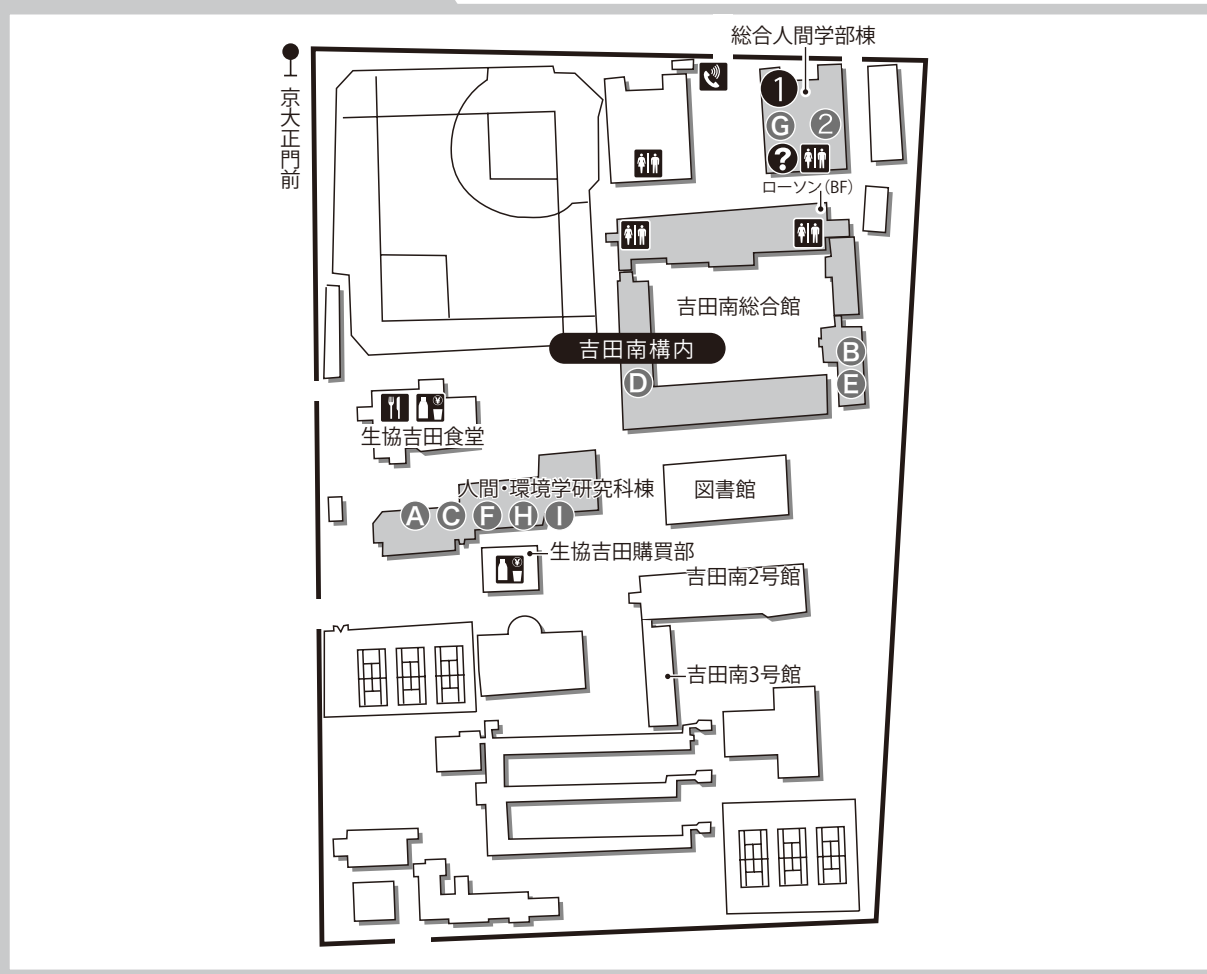 総合人間学部棟
京大正門前
1
G
2
?
ローソン(BF)
吉田南総合館
吉田南構内
B
D
E
生協吉田食堂
人間・環境学研究科棟
図書館
A
C
F
H
I
生協吉田購買部
吉田南2号館
吉田南3号館